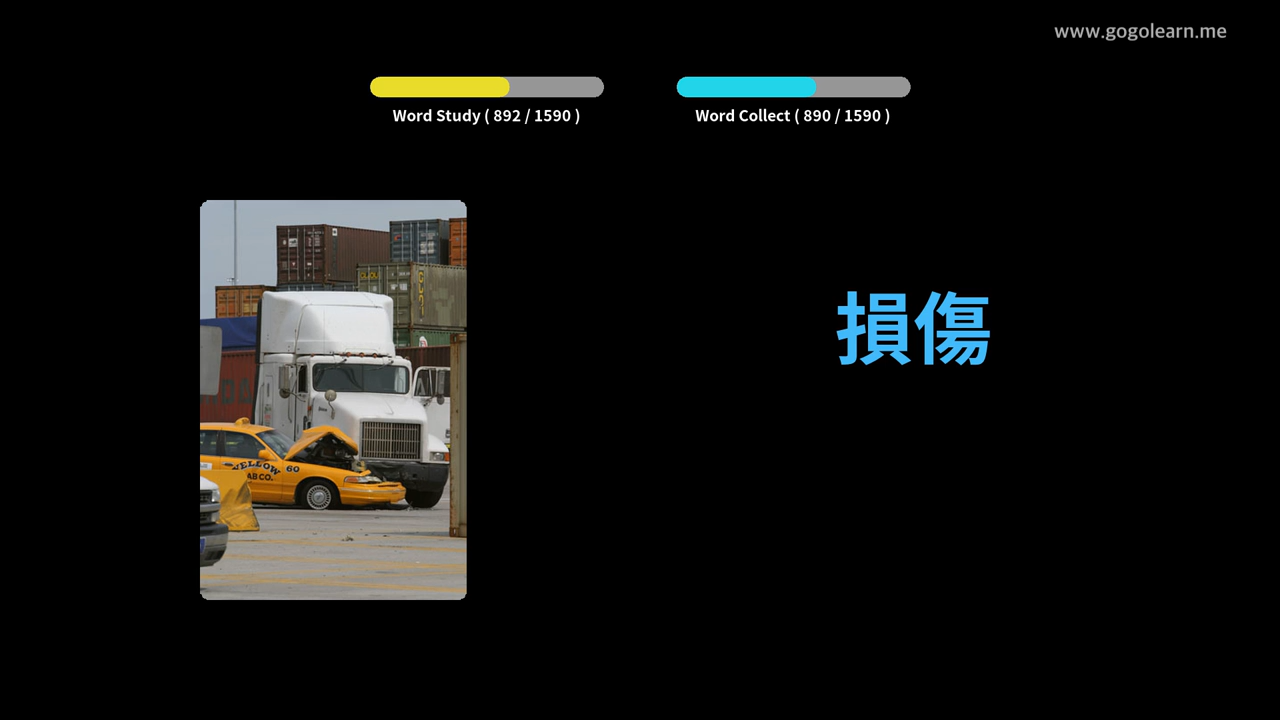 www.gogolearn.me
Word Study ( 892 / 1590 )
Word Collect ( 890 / 1590 )
損傷
YELLOW
CAB CO.
60